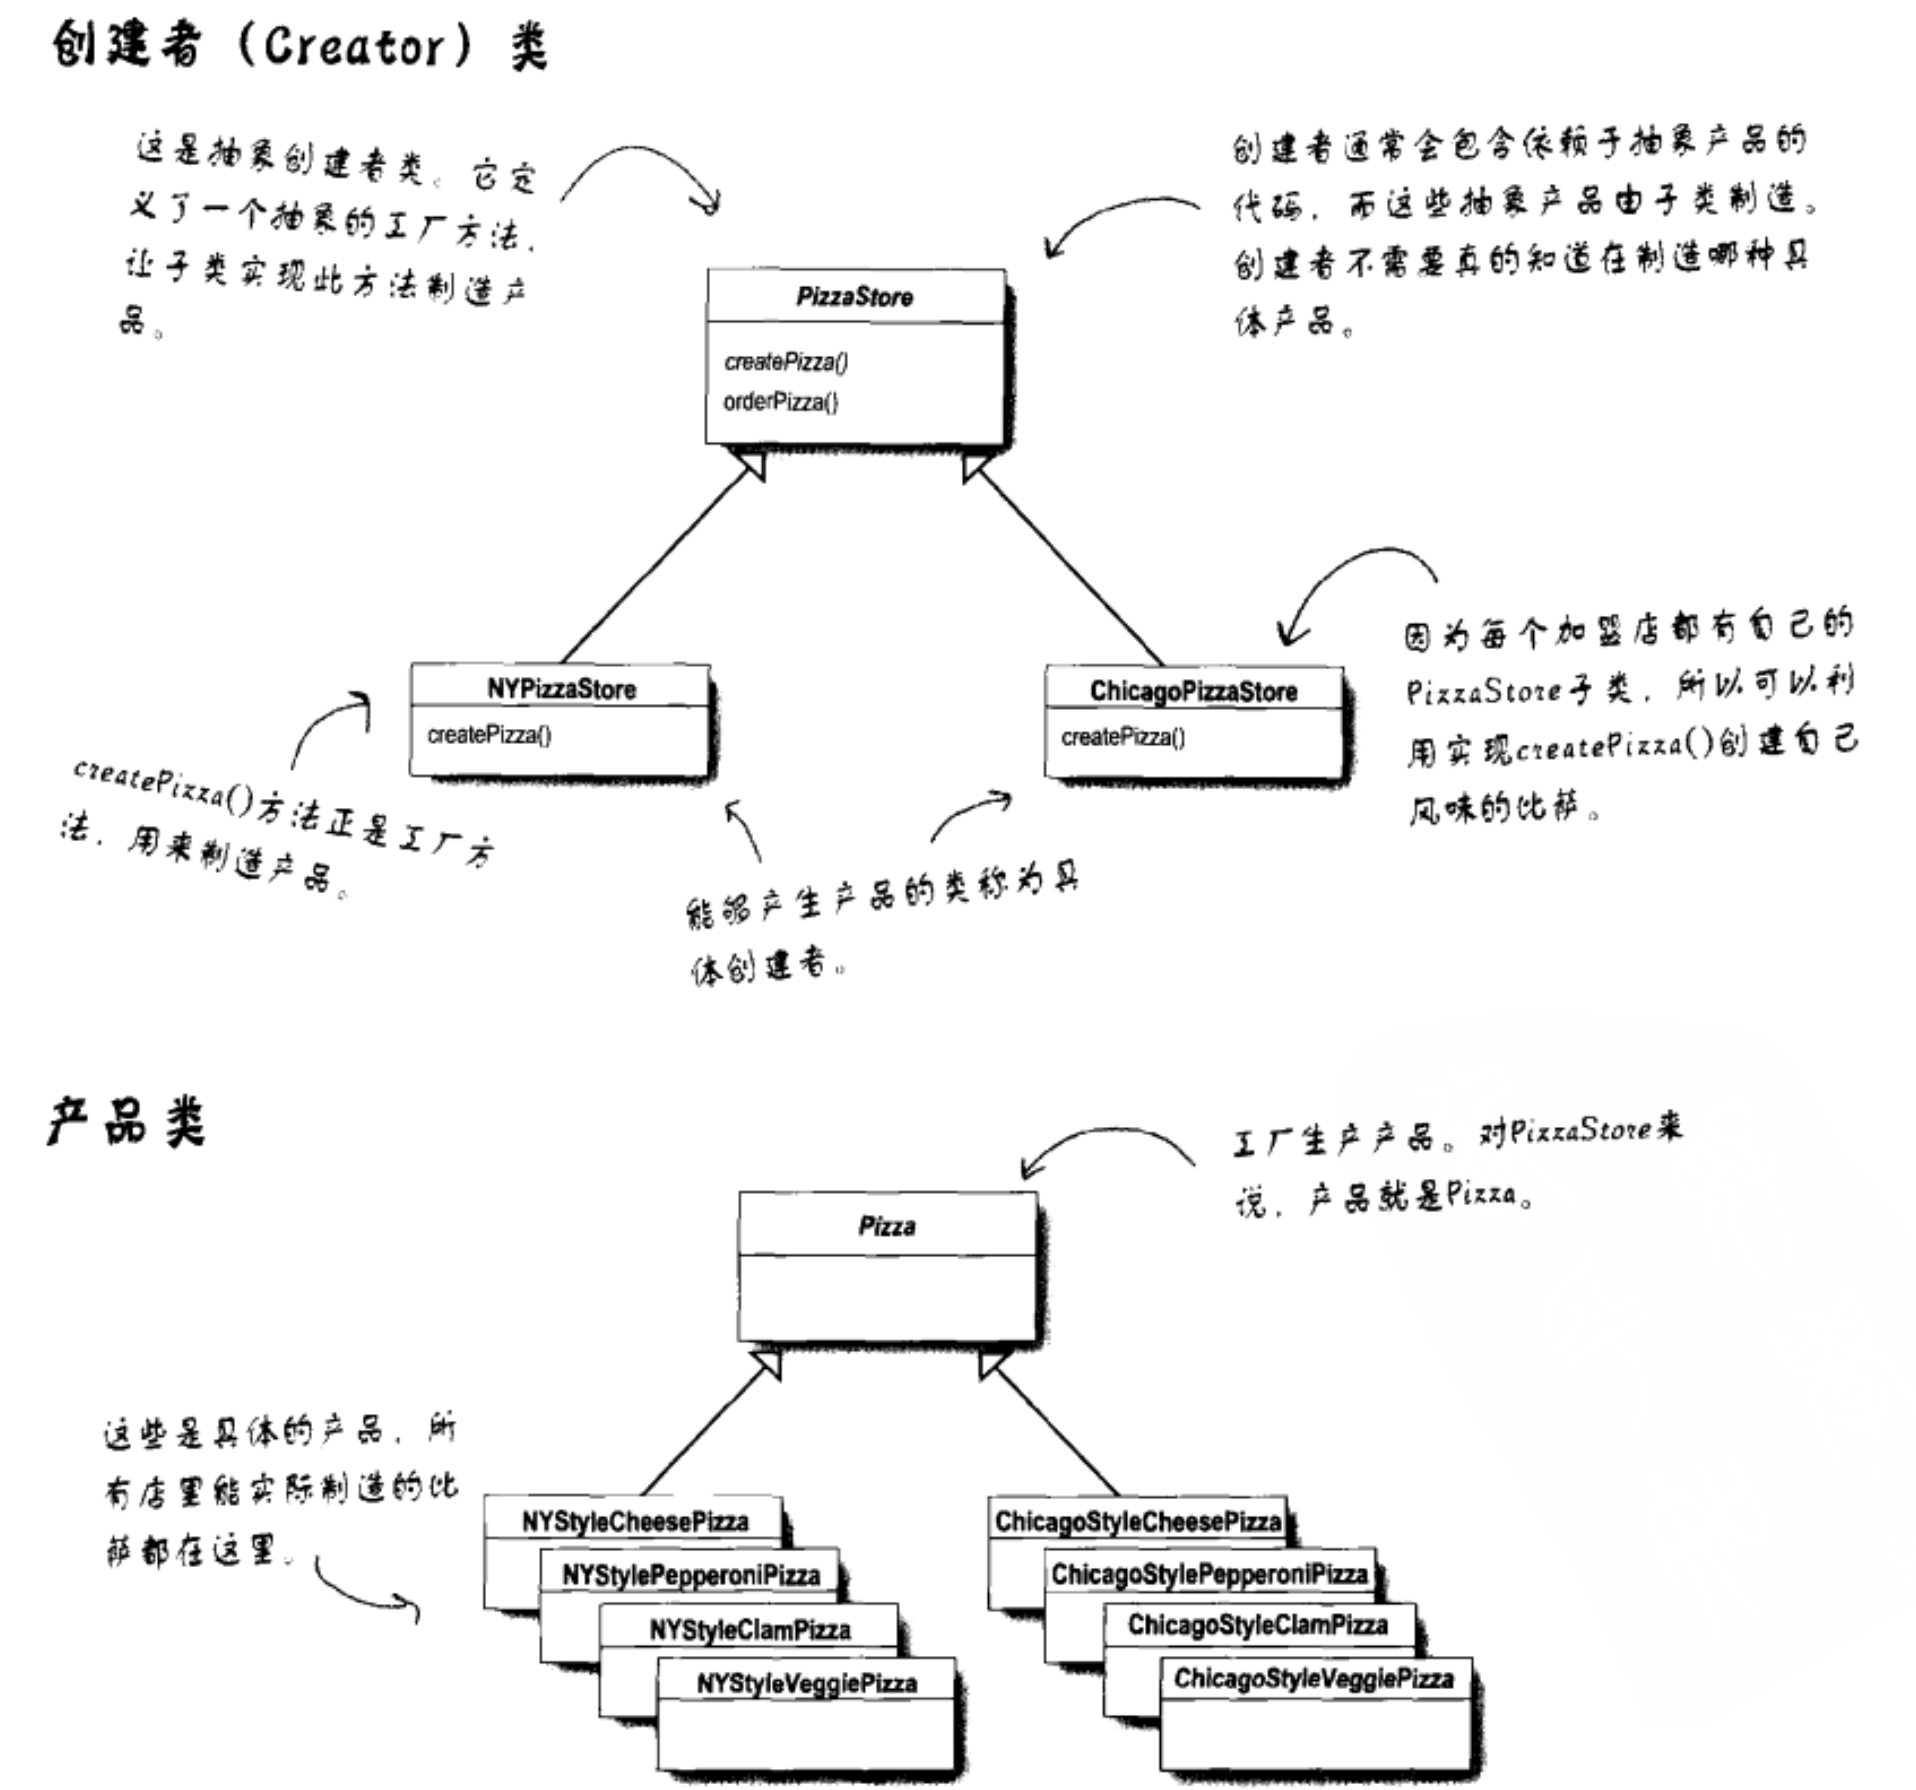 创建者（Creator）类
这是抽象创建者类。它定
义了一个抽象的工厂方法，
让子类实现此方法制造产
品。
创建者通常会包含依赖于抽象产品的
代码，而这些抽象产品由子类制造。
创建者不需要真的知道在制造哪种具
体产品。
PizzaStore
createPizza()
orderPizza()
因为每个加盟店都有自己的
PizzaStore子类，所以可以利
用实现createPizza()创建自己
风味的比萨。
NYPizzaStore
createPizza()
ChicagoPizzaStore
createPizza()
createPizza()方法正是工厂方
法，用来制造产品。
能够产生产品的类称为具
体创建者。
产品类
工厂生产产品。对PizzaStore来
说，产品就是Pizza。
Pizza
这些是具体的产品，所
有店里能实际制造的比
萨都在这里。
NYStyleCheesePizza
NYStylePepperoniPizza
NYStyleClamPizza
NYStyleVeggiePizza
ChicagoStyleCheesePizza
ChicagoStylePepperoniPizza
ChicagoStyleClamPizza
ChicagoStyleVeggiePizza